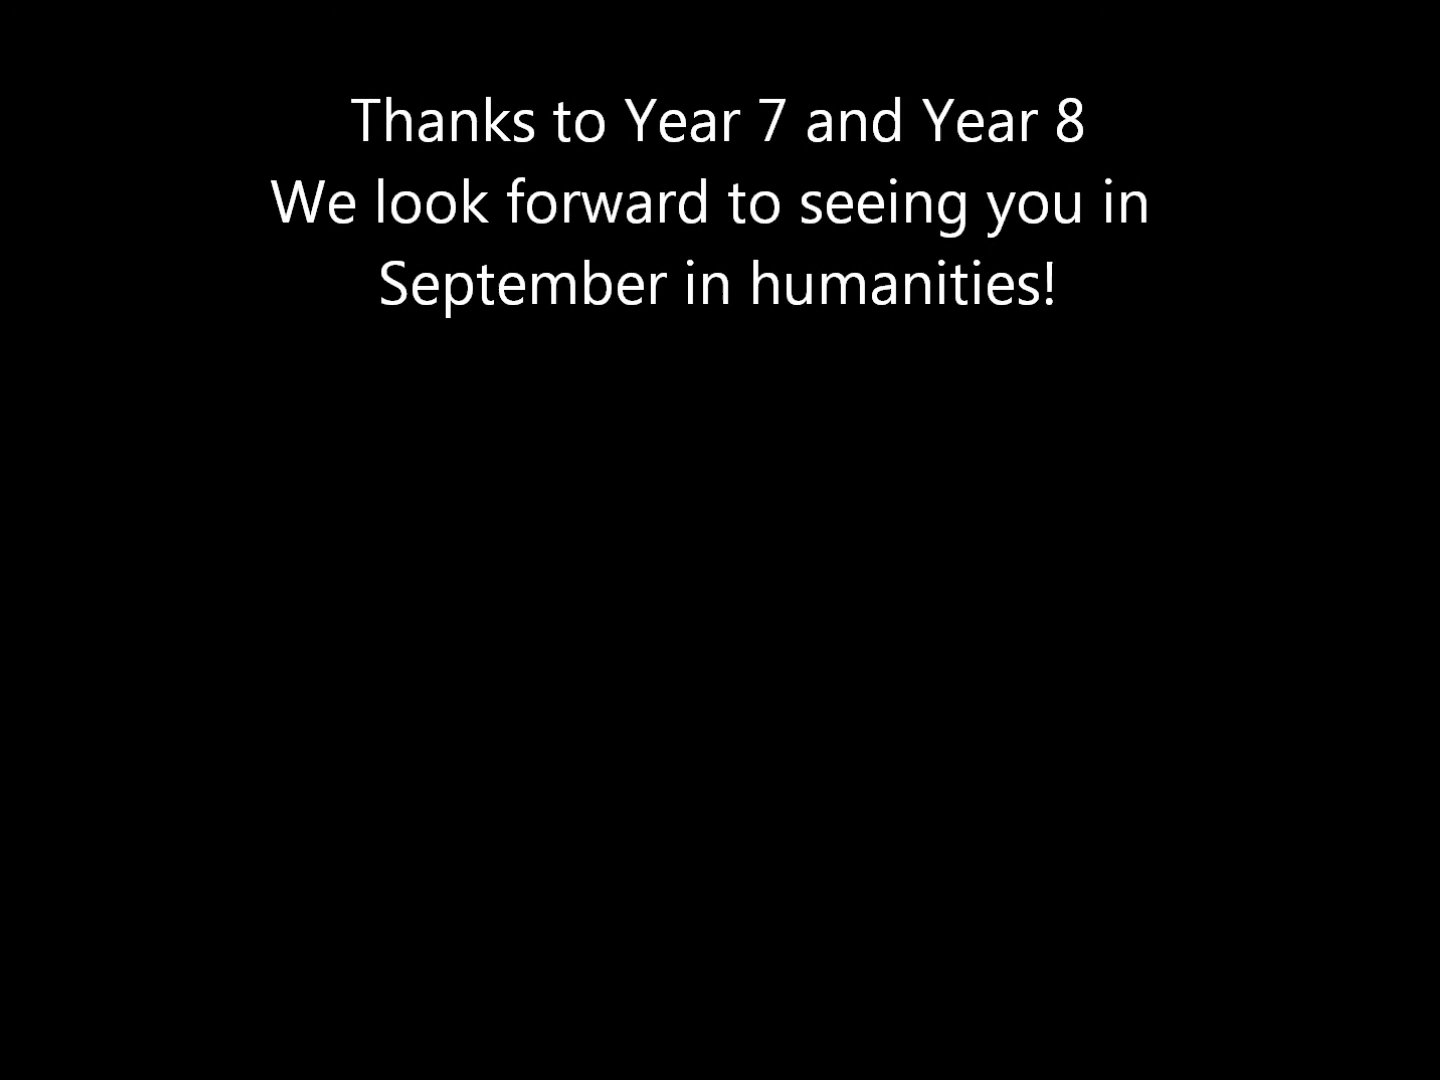 Thanks to Year 7 and Year 8
We look forward to seeing you in
September in humanities!